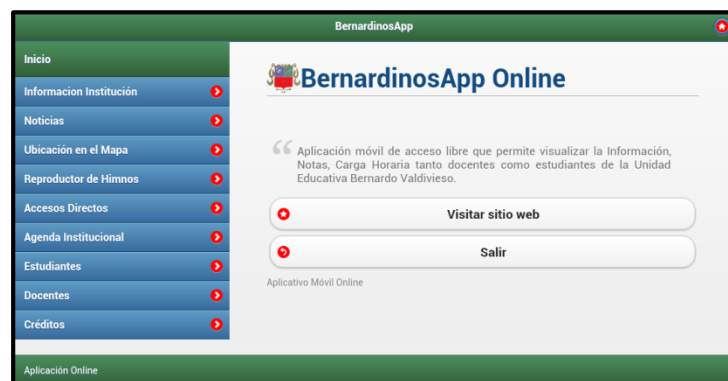 BernardinosApp
Inicio
Informacion Institución
Noticias
Ubicación en el Mapa
Reproductor de Himnos
Accesos Directos
Agenda Institucional
Estudiantes
Docentes
Créditos
BernardinosApp Online
“ Aplicación móvil de acceso libre que permite visualizar la Información,
Notas, Carga Horaria tanto docentes como estudiantes de la Unidad
Educativa Bernardo Valdivieso.
Visitar sitio web
Salir
Aplicativo Móvil Online
Aplicación Online